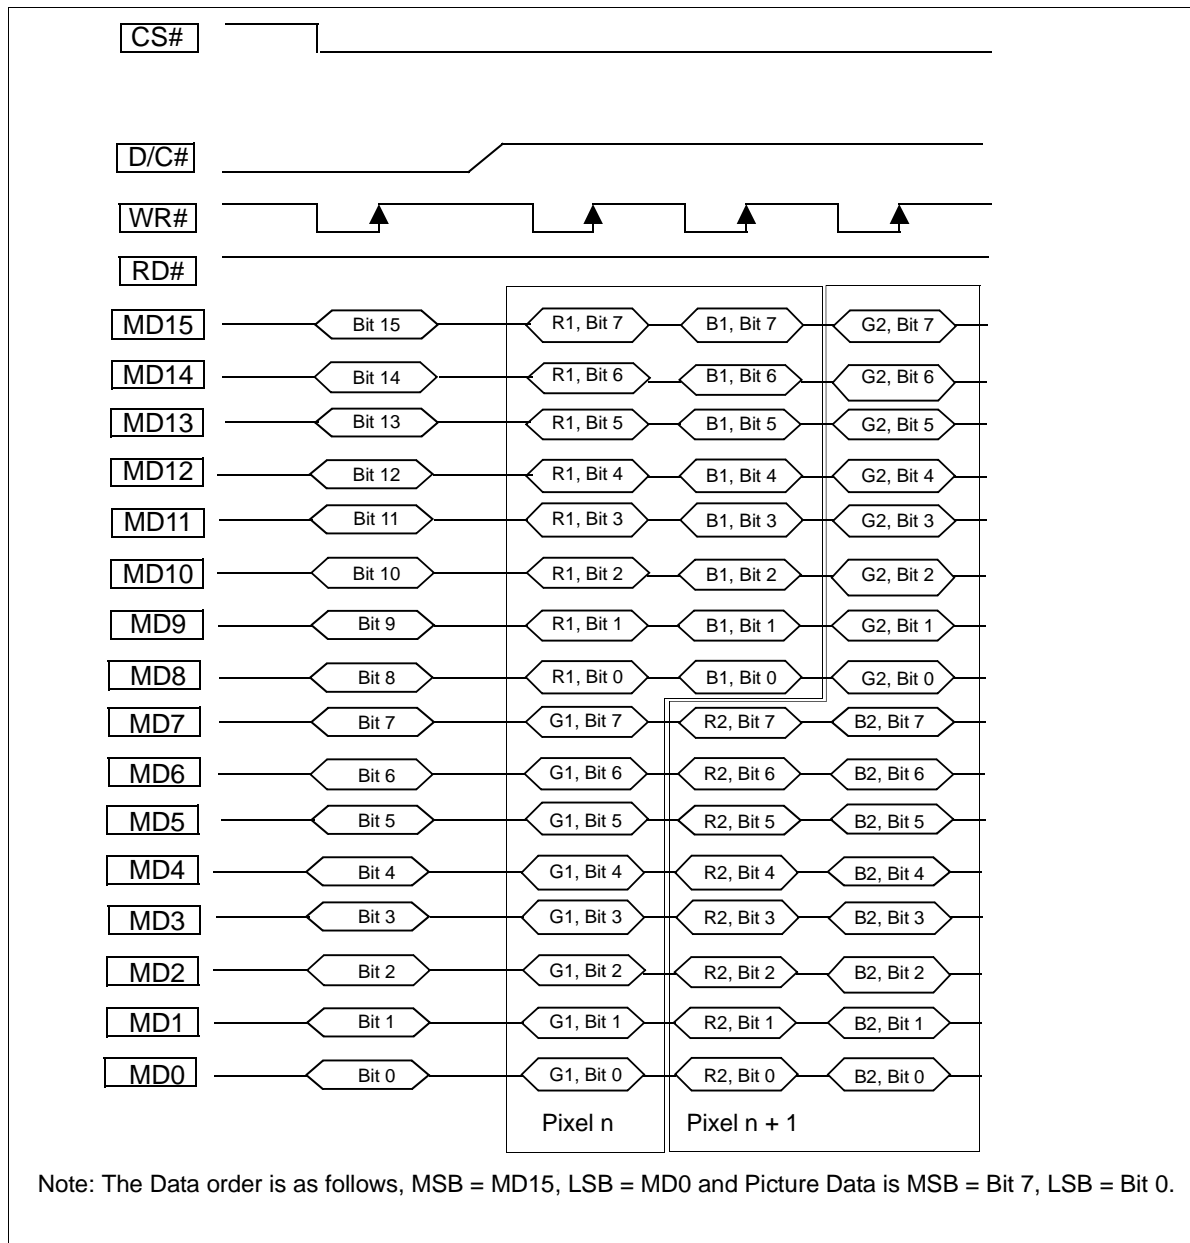 CS#
D/C#
WR#
RD#
MD15 Bit 15 R1, Bit 7 B1, Bit 7 G2, Bit 7
MD14 Bit 14 R1, Bit 6 B1, Bit 6 G2, Bit 6
MD13 Bit 13 R1, Bit 5 B1, Bit 5 G2, Bit 5
MD12 Bit 12 R1, Bit 4 B1, Bit 4 G2, Bit 4
MD11 Bit 11 R1, Bit 3 B1, Bit 3 G2, Bit 3
MD10 Bit 10 R1, Bit 2 B1, Bit 2 G2, Bit 2
MD9 Bit 9 R1, Bit 1 B1, Bit 1 G2, Bit 1
MD8 Bit 8 R1, Bit 0 B1, Bit 0 G2, Bit 0
MD7 Bit 7 G1, Bit 7 R2, Bit 7 B2, Bit 7
MD6 Bit 6 G1, Bit 6 R2, Bit 6 B2, Bit 6
MD5 Bit 5 G1, Bit 5 R2, Bit 5 B2, Bit 5
MD4 Bit 4 G1, Bit 4 R2, Bit 4 B2, Bit 4
MD3 Bit 3 G1, Bit 3 R2, Bit 3 B2, Bit 3
MD2 Bit 2 G1, Bit 2 R2, Bit 2 B2, Bit 2
MD1 Bit 1 G1, Bit 1 R2, Bit 1 B2, Bit 1
MD0 Bit 0 G1, Bit 0 R2, Bit 0 B2, Bit 0
Pixel n Pixel n + 1
Note: The Data order is as follows, MSB = MD15, LSB = MD0 and Picture Data is MSB = Bit 7, LSB = Bit 0.